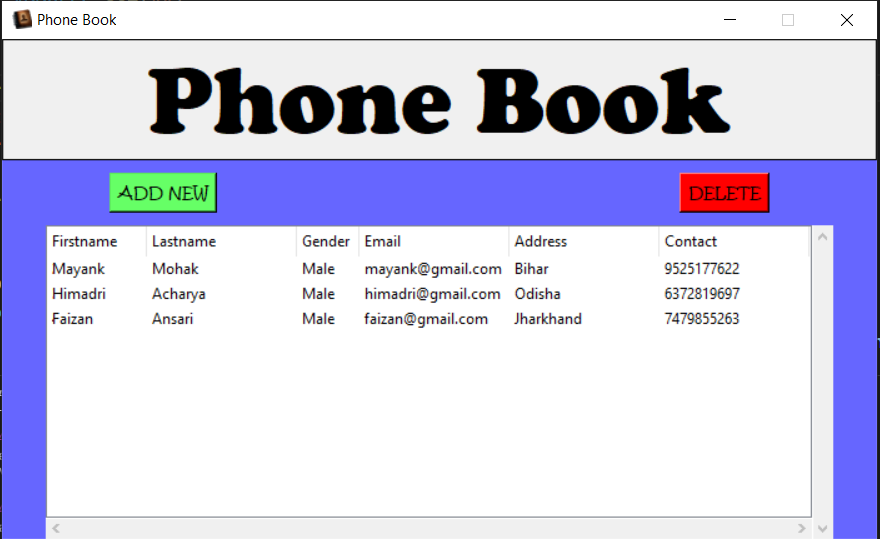 Phone Book
Phone Book
ADD NEW DELETE
Firstname Lastname Gender Email Address Contact
Mayank Mohak Male mayank@gmail.com Bihar 9525177622
Himadri Acharya Male himadri@gmail.com Odisha 6372819697
Faizan Ansari Male faizan@gmail.com Jharkhand 7479855263